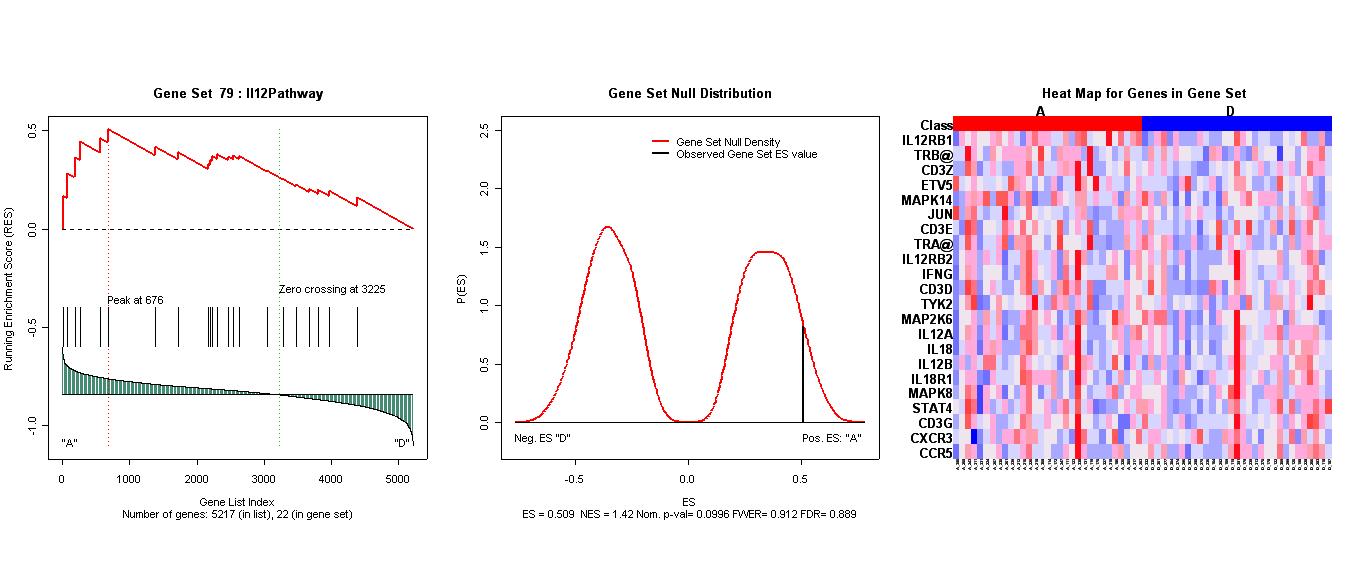 Gene Set 79 : Il12Pathway
Running Enrichment Score (RES)
0.5
0.0
-0.5
-1.0
Peak at 676
Zero crossing at 3225
"A"
"D"
0 1000 2000 3000 4000 5000
Gene List Index
Number of genes: 5217 (in list), 22 (in gene set)
Gene Set Null Distribution
P(ES)
2.5
2.0
1.5
1.0
0.5
0.0
Gene Set Null Density
Observed Gene Set ES value
Neg. ES "D"
Pos. ES: "A"
-0.5 0.0 0.5
ES
ES = 0.509 NES = 1.42 Nom. p-val= 0.0996 FWER= 0.912 FDR= 0.889
Heat Map for Genes in Gene Set
A D
Class
IL12RB1
TRB@
CD3Z
ETV5
MAPK14
JUN
CD3E
TRA@
IL12RB2
IFNG
CD3D
TYK2
MAP2K6
IL12A
IL18
IL12B
IL18R1
MAPK8
STAT4
CD3G
CXCR3
CCR5